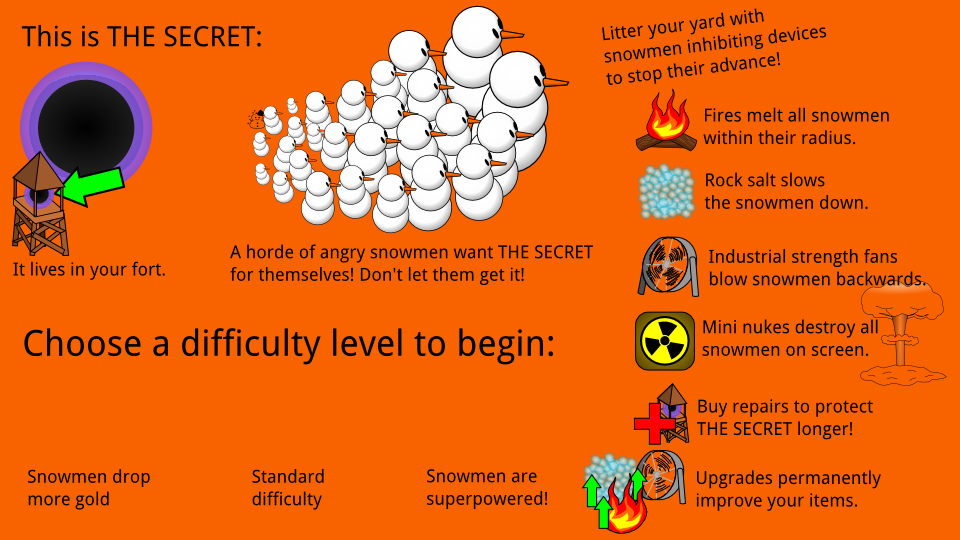 This is THE SECRET:
It lives in your fort.
A horde of angry snowmen want THE SECRET
for themselves! Don't let them get it!
Litter your yard with
snowmen inhibiting devices
to stop their advance!
Fires melt all snowmen
within their radius.
Rock salt slows
the snowmen down.
Industrial strength fans
blow snowmen backwards.
Mini nukes destroy all
snowmen on screen.
Buy repairs to protect
THE SECRET longer!
Upgrades permanently
improve your items.
Choose a difficulty level to begin:
Snowmen drop
more gold
Standard
difficulty
Snowmen are
superpowered!